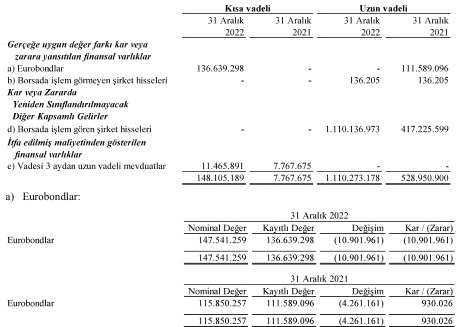 Kısa vadeli Uzun vadeli
31 Aralık 31 Aralık 31 Aralık 31 Aralık
2022 2021 2022 2021
Gerçeğe uygun değer farkı kar veya
zarara yansıtılan finansal varlıklar
a) Eurobondlar 136.639.298 - - 111.589.096
b) Borsada işlem görmeyen şirket hisseleri - - 136.205 136.205
Kar veya Zararda
Yeniden Sınıflandırılmayacak
Diğer Kapsamlı Gelirler
d) Borsada işlem gören şirket hisseleri - - 1.110.136.973 417.225.599
İtfa edilmiş maliyetinden gösterilen
finansal varlıklar
e) Vadesi 3 aydan uzun vadeli mevduatlar 11.465.891 7.767.675 - -
148.105.189 7.767.675 1.110.273.178 528.950.900
a) Eurobondlar:
31 Aralık 2022
Nominal Değer Kayıtlı Değer Değişim Kar / (Zarar)
Eurobondlar 147.541.259 136.639.298 (10.901.961) (10.901.961)
147.541.259 136.639.298 (10.901.961) (10.901.961)
31 Aralık 2021
Nominal Değer Kayıtlı Değer Değişim Kar / (Zarar)
Eurobondlar 115.850.257 111.589.096 (4.261.161) 930.026
115.850.257 111.589.096 (4.261.161) 930.026